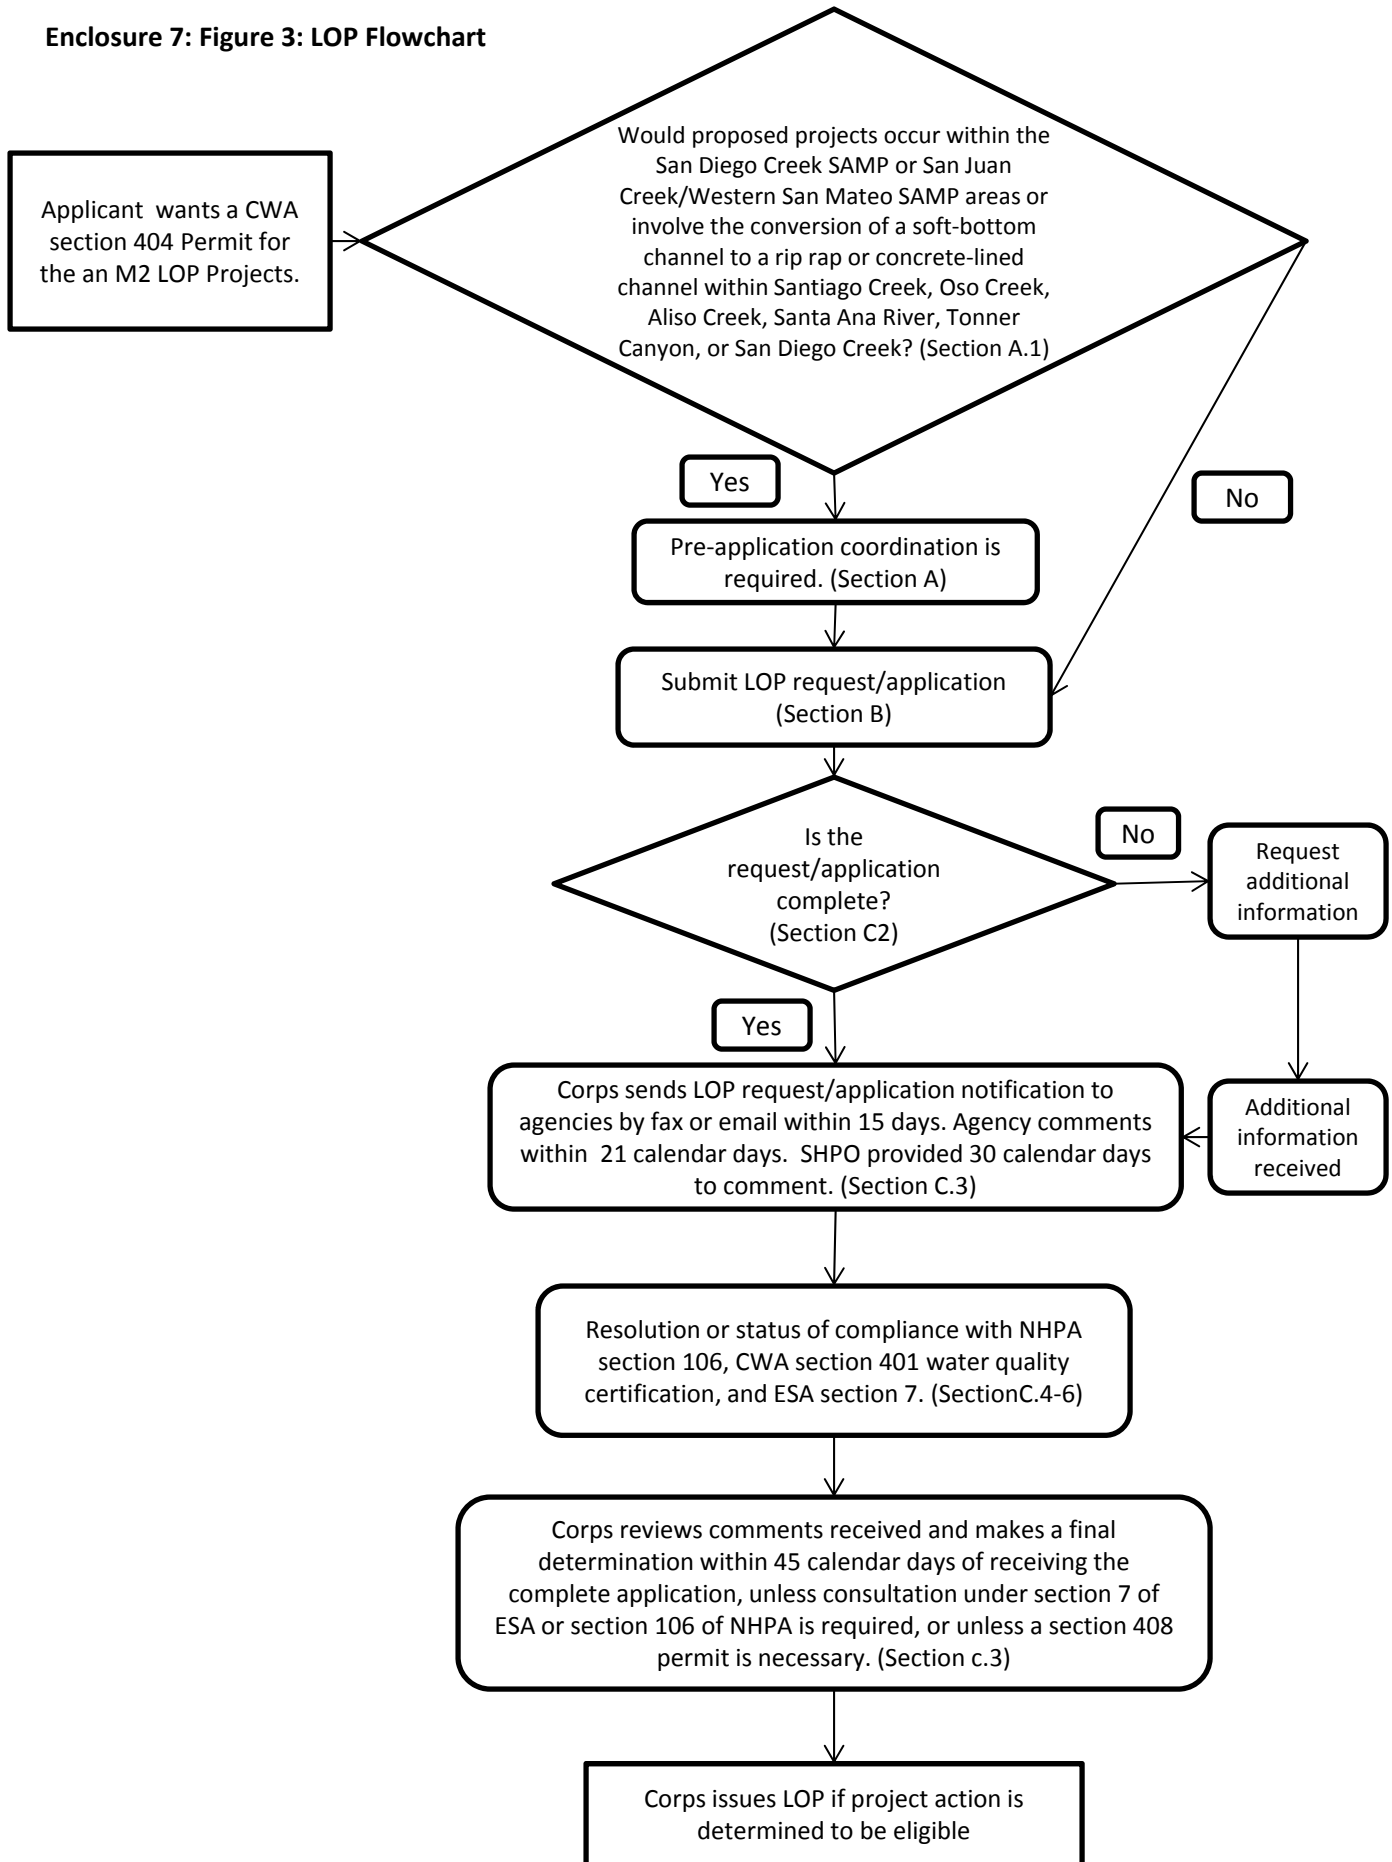 Enclosure 7: Figure 3: LOP Flowchart
Applicant  wants a CWA
section 404 Permit for
the an M2 LOP Projects.
Would proposed projects occur within the
San Diego Creek SAMP or San Juan
Creek/Western San Mateo SAMP areas or
involve the conversion of a soft-bottom
channel to a rip rap or concrete-lined
channel within Santiago Creek, Oso Creek,
Aliso Creek, Santa Ana River, Tonner
Canyon, or San Diego Creek? (Section A.1)
Yes
No
Pre-application coordination is
required. (Section A)
Submit LOP request/application
(Section B)
Is the
request/application
complete?
(Section C2)
No
Request
additional
information
Yes
Corps sends LOP request/application notification to
agencies by fax or email within 15 days. Agency comments
within  21 calendar days.  SHPO provided 30 calendar days
to comment. (Section C.3)
Additional
information
received
Resolution or status of compliance with NHPA
section 106, CWA section 401 water quality
certification, and ESA section 7. (SectionC.4-6)
Corps reviews comments received and makes a final
determination within 45 calendar days of receiving the
complete application, unless consultation under section 7 of
ESA or section 106 of NHPA is required, or unless a section 408
permit is necessary. (Section c.3)
Corps issues LOP if project action is
determined to be eligible